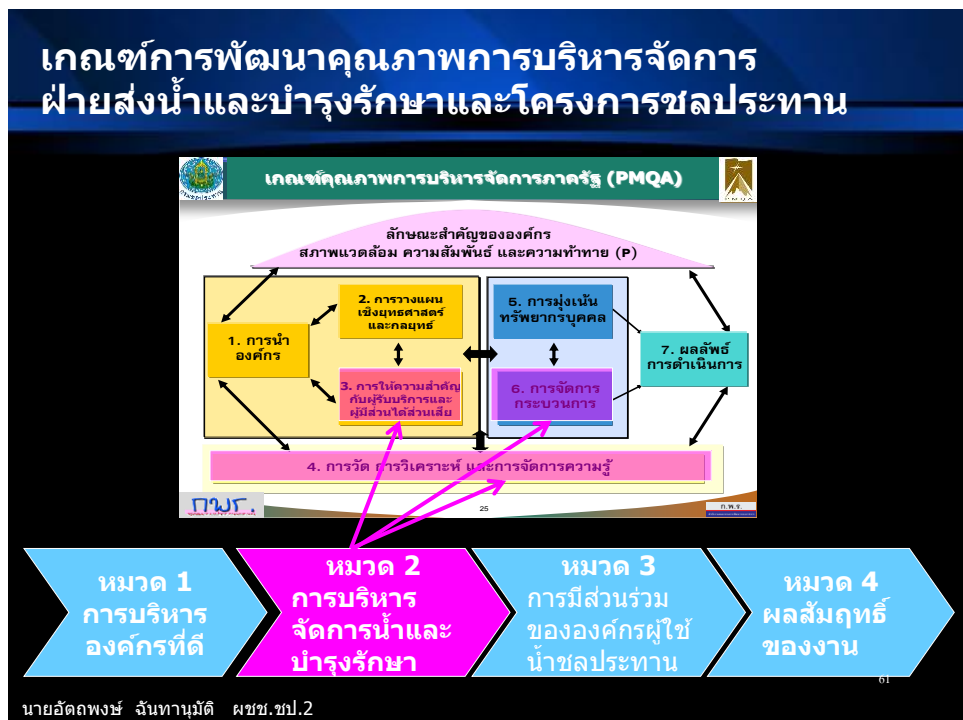 เกณฑ์การพัฒนาคุณภาพการบริหารจัดการ
ฝ่ายส่งน้ำและบำรุงรักษาและโครงการชลประทาน
เกณฑ์คุณภาพการบริหารจัดการภาครัฐ (PMQA)
P M Q A
ลักษณะสำคัญขององค์กร
สภาพแวดล้อม ความสัมพันธ์ และความท้าทาย (P)
2. การวางแผน
เชิงยุทธศาสตร์
และกลยุทธ์
5. การมุ่งเน้น
ทรัพยากรบุคคล
1. การนำ
องค์กร
7. ผลลัพธ์
การดำเนินการ
3. การให้ความสำคัญ
กับผู้รับบริการและ
ผู้มีส่วนได้ส่วนเสีย
6. การจัดการ
กระบวนการ
4. การวัด การวิเคราะห์ และการจัดการความรู้
กพร.
25
ก.พ.ร.
หมวด 1
การบริหาร
องค์กรที่ดี
หมวด 2
การบริหาร
จัดการน้ำและ
บำรุงรักษา
หมวด 3
การมีส่วนร่วม
ขององค์กรผู้ใช้
น้ำชลประทาน
หมวด 4
ผลสัมฤทธิ์
ของงาน
61
นายอัตถพงษ์ ฉันทานุมัติ ผชช.ชป.2